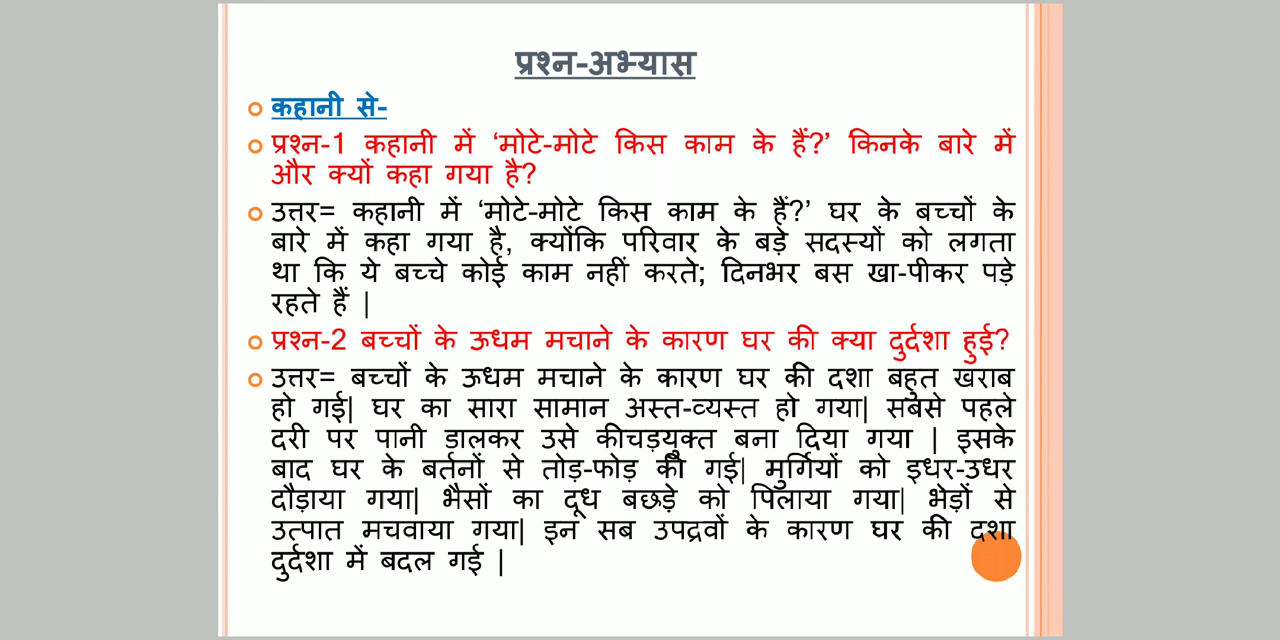 प्रश्न-अभ्यास
कहानी से-
प्रश्न-1 कहानी में ‘मोटे-मोटे किस काम के हैं?’ किनके बारे में
और क्यों कहा गया है?
उत्तर= कहानी में ‘मोटे-मोटे किस काम के हैं?’ घर के बच्चों के
बारे में कहा गया है, क्योंकि परिवार के बड़े सदस्यों को लगता
था कि ये बच्चे कोई काम नहीं करते; दिनभर बस खा-पीकर पड़े
रहते हैं |
प्रश्न-2 बच्चों के ऊधम मचाने के कारण घर की क्या दुर्दशा हुई?
उत्तर= बच्चों के ऊधम मचाने के कारण घर की दशा बहुत खराब
हो गई| घर का सारा सामान अस्त-व्यस्त हो गया| सबसे पहले
दरी पर पानी डालकर उसे कीचड़युक्त बना दिया गया | इसके
बाद घर के बर्तनों से तोड़-फोड़ की गई| मुर्गियों को इधर-उधर
दौड़ाया गया| भैसों का दूध बछड़े को पिलाया गया| भेड़ों से
उत्पात मचवाया गया| इन सब उपद्रवों के कारण घर की दशा
दुर्दशा में बदल गई |